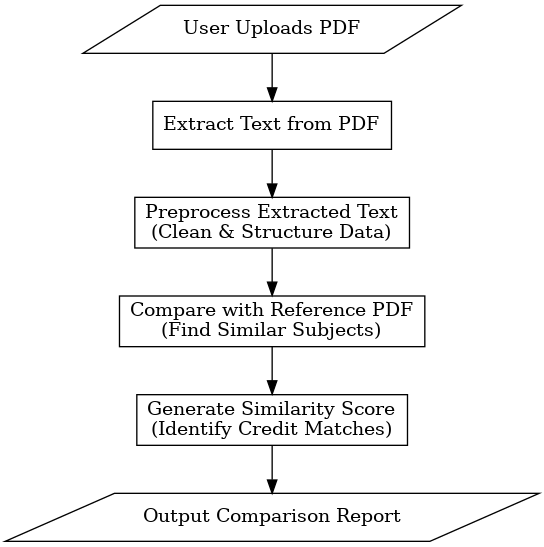 User Uploads PDF
Extract Text from PDF
Preprocess Extracted Text
(Clean & Structure Data)
Compare with Reference PDF
(Find Similar Subjects)
Generate Similarity Score
(Identify Credit Matches)
Output Comparison Report